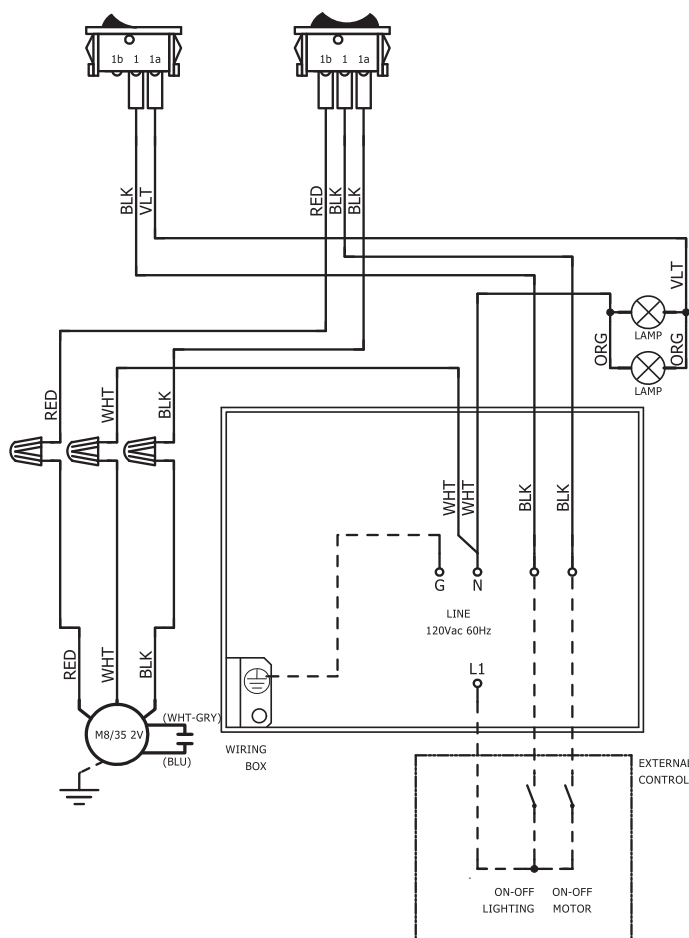 1b 1 1a
1b 1 1a
BLK
VLT
RED
BLK
BLK
VLT
LAMP
ORG
ORG
LAMP
RED
WHT
BLK
WHT
WHT
BLK
BLK
G
N
LINE
120Vac 60Hz
L1
RED
WHT
BLK
(WHT-GRY)
M8/35 2V
(BLU)
WIRING
BOX
EXTERNAL
CONTROL
ON-OFF
LIGHTING
ON-OFF
MOTOR